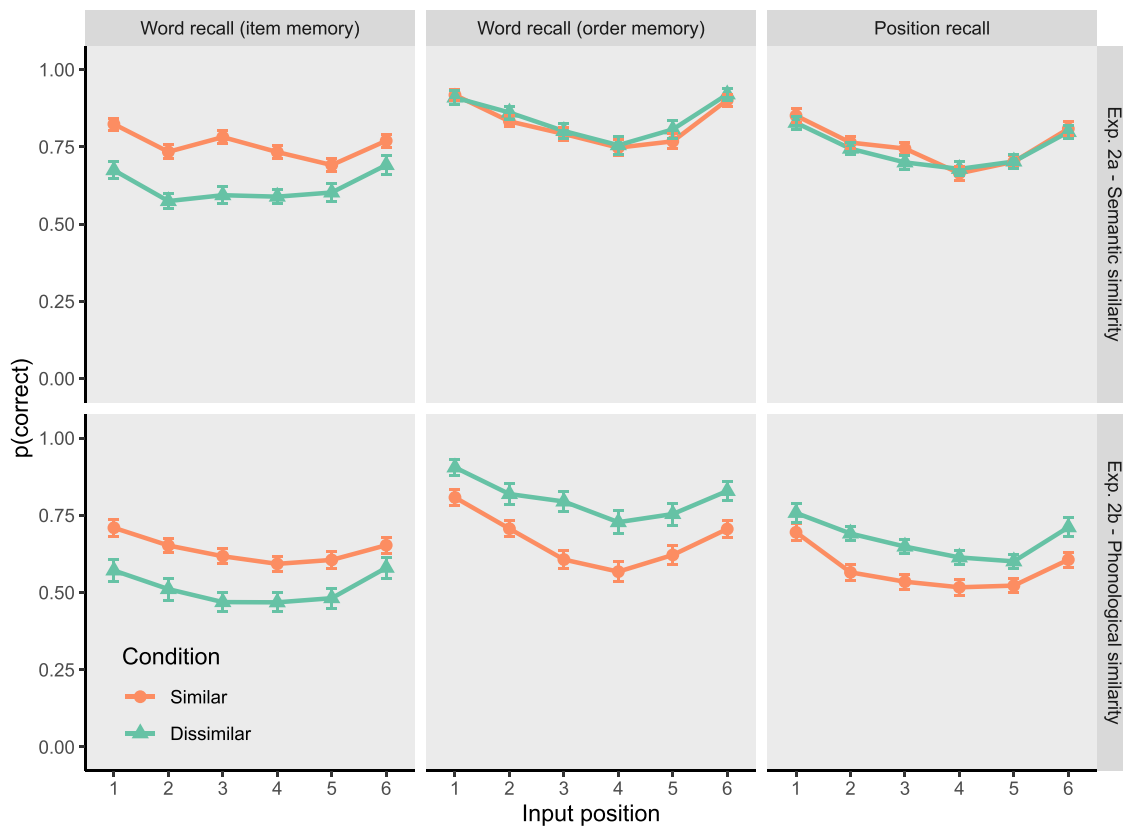 Word recall (item memory)
Word recall (order memory)
Position recall
1.00
0.75
0.50
0.25
0.00
Exp. 2a - Semantic similarity
p(correct)
1.00
0.75
0.50
0.25
0.00
Exp. 2b - Phonological similarity
Condition
Similar
Dissimilar
1 2 3 4 5 6
1 2 3 4 5 6
1 2 3 4 5 6
Input position